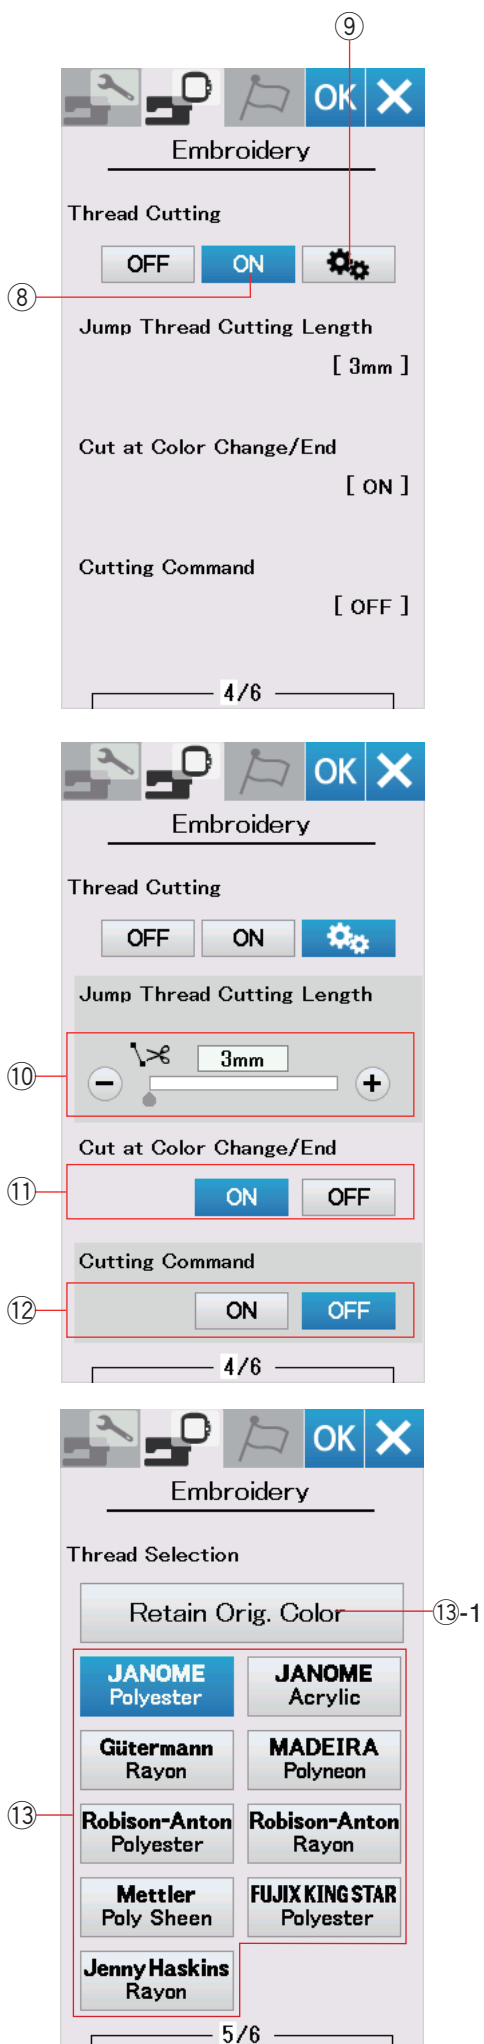 ⑨
OK
Embroidery
Thread Cutting
OFF ON
⑧
Jump Thread Cutting Length
[ 3mm ]
Cut at Color Change/End
[ ON ]
Cutting Command
[ OFF ]
4/6
OK
Embroidery
Thread Cutting
OFF ON
Jump Thread Cutting Length
3mm
⑩ − +
Cut at Color Change/End
⑪ ON OFF
Cutting Command
⑫ ON OFF
4/6
OK
Embroidery
Thread Selection
Retain Orig. Color ⑬-1
JANOME JANOME
Polyester Acrylic
Gütermann MADEIRA
Rayon Polyneon
⑬ Robison-Anton Robison-Anton
Polyester Rayon
Mettler FUJIX KING STAR
Poly Sheen Polyester
Jenny Haskins
Rayon
5/6